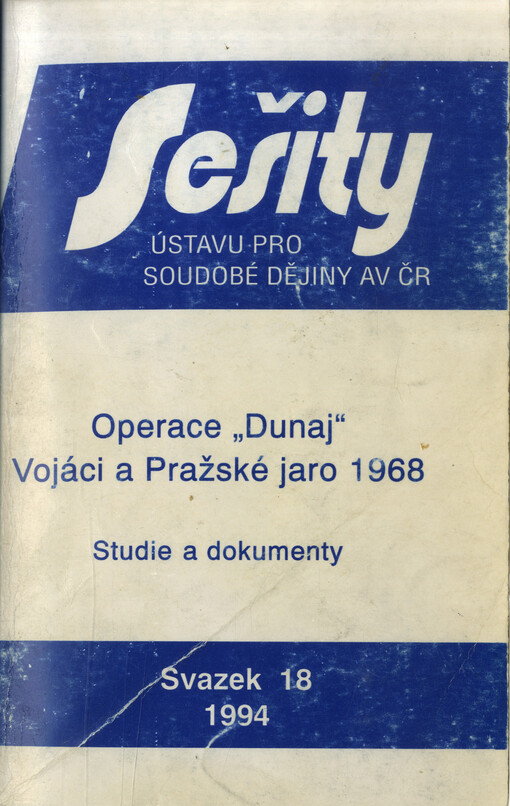 Sešity
ÚSTAVU PRO
SOUDOBÉ DĚJINY AV ČR
Operace „Dunaj“
Vojáci a Pražské jaro 1968
Studie a dokumenty
Svazek 18
1994